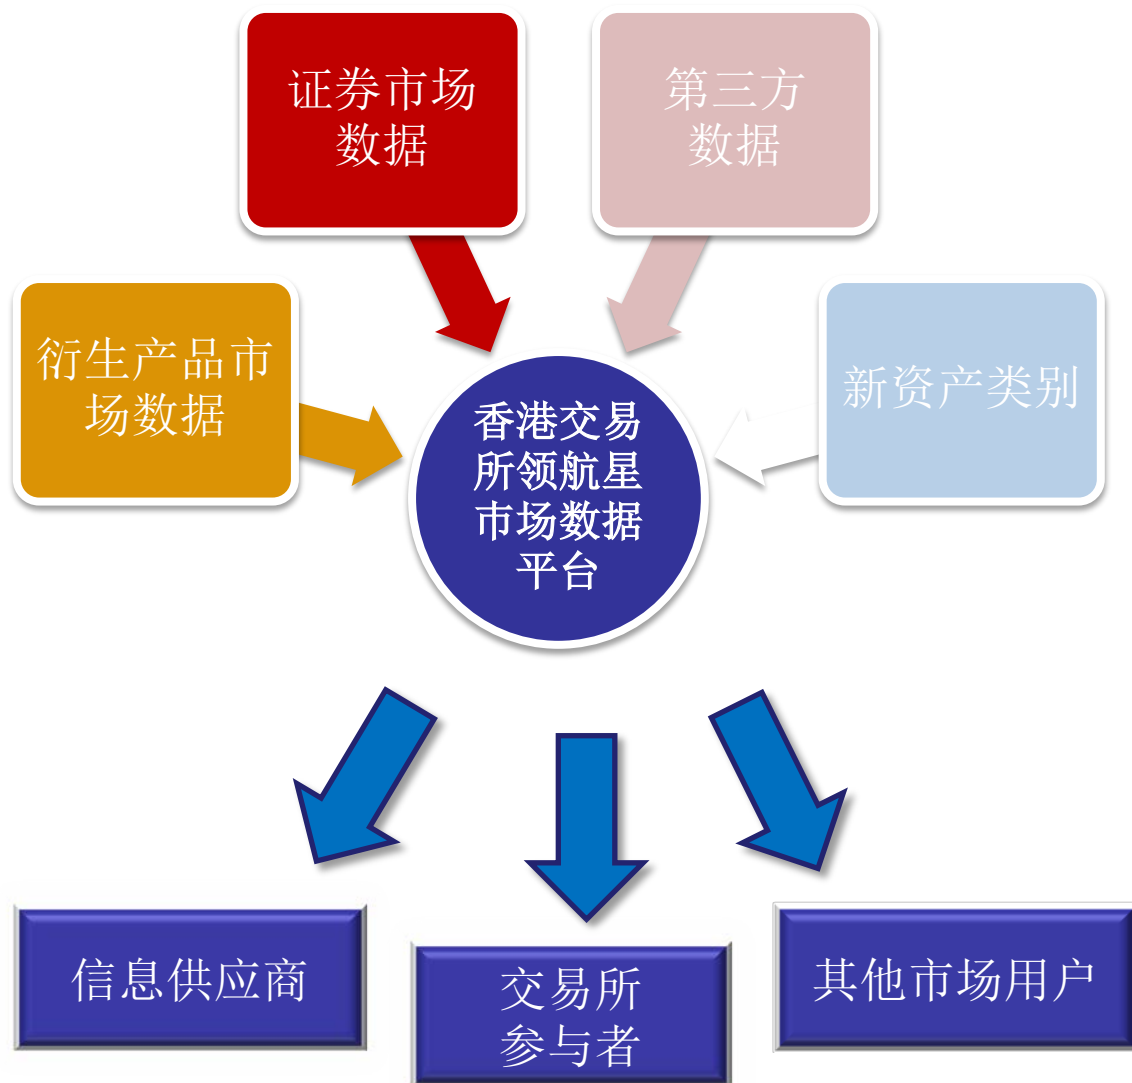 证券市场
数据
第三方
数据
衍生产品市
场数据
新资产类别
香港交易
所领航星
市场数据
平台
信息供应商
交易所
参与者
其他市场用户